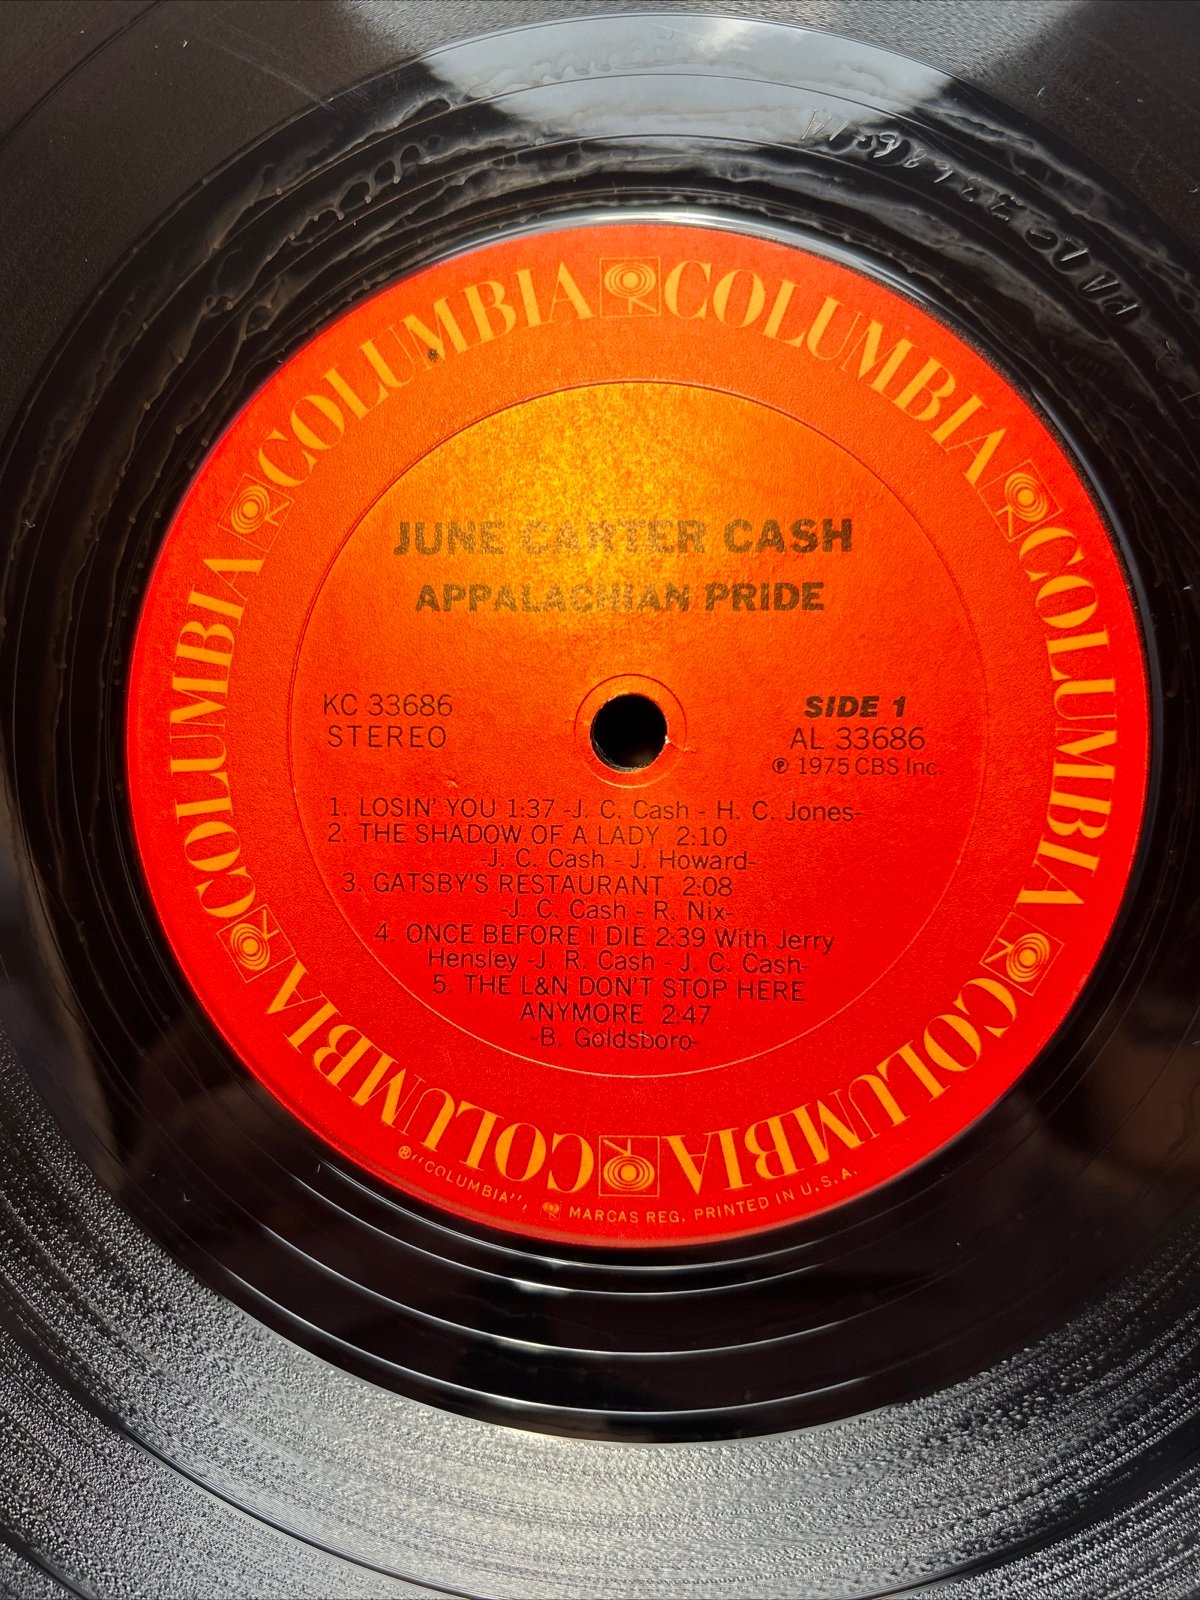 COLUMBIA COLUMBIA COLUMBIA COLUMBIA COLUMBIA COLUMBIA
JUNE CARTER CASH
APPALACHIAN PRIDE
KC 33686
STEREO
SIDE 1
AL 33686
℗ 1975 CBS Inc.
1. LOSIN' YOU 1:37 -J. C. Cash - H. C. Jones-
2. THE SHADOW OF A LADY 2:10
-J. C. Cash - J. Howard-
3. GATSBY'S RESTAURANT 2:08
-J. C. Cash - R. Nix-
4. ONCE BEFORE I DIE 2:39 With Jerry
Hensley -J. R. Cash - J. C. Cash-
5. THE L&N DON'T STOP HERE
ANYMORE 2:47
-B. Goldsboro-
®"COLUMBIA", MARCAS REG. PRINTED IN U.S.A.